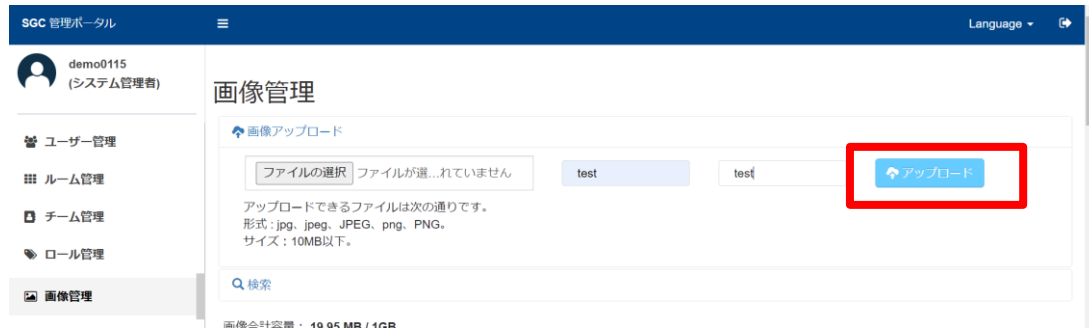 SGC 管理ポータル
Language
demo0115
(システム管理者)
画像管理
画像アップロード
ユーザー管理
ファイルの選択 ファイルが選...れていません test test アップロード
ルーム管理
アップロードできるファイルは次の通りです。
チーム管理
形式 : jpg、jpeg、JPEG、png、PNG。
サイズ：10MB以下。
ロール管理
検索
画像管理
画像合計容量： 19.95 MB / 1GB